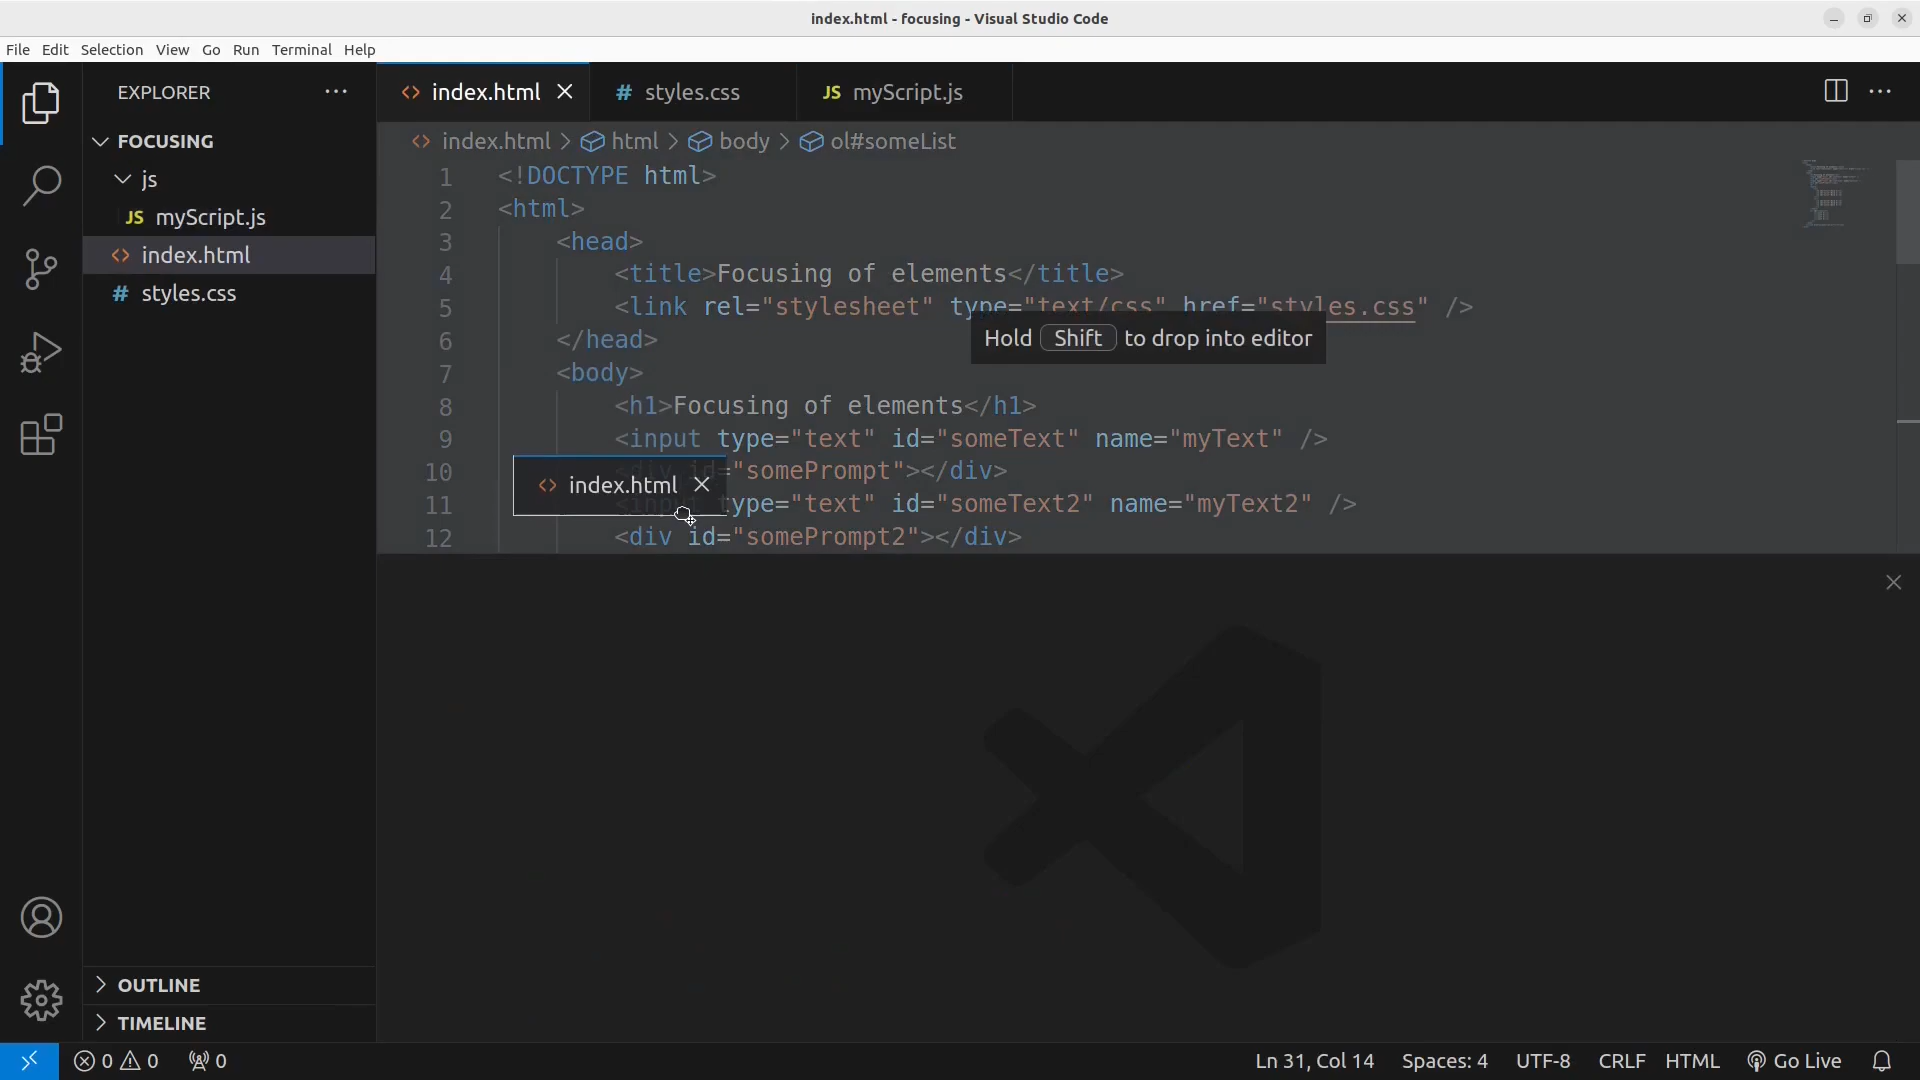 index.html - focusing - Visual Studio Code
File Edit Selection View Go Run Terminal Help
EXPLORER
FOCUSING
js
JS myScript.js
<> index.html
# styles.css
OUTLINE
TIMELINE
<> index.html
# styles.css
JS myScript.js
<> index.html > html > body > ol#someList
1 <!DOCTYPE html>
2 <html>
3 <head>
4 <title>Focusing of elements</title>
5 <link rel="stylesheet" type="text/css" href="styles.css" />
Hold Shift to drop into editor
6 </head>
7 <body>
8 <h1>Focusing of elements</h1>
9 <input type="text" id="someText" name="myText" />
10 <div id="somePrompt"></div>
<> index.html
11 <input type="text" id="someText2" name="myText2" />
12 <div id="somePrompt2"></div>
0 0 0
Ln 31, Col 14 Spaces: 4 UTF-8 CRLF HTML Go Live